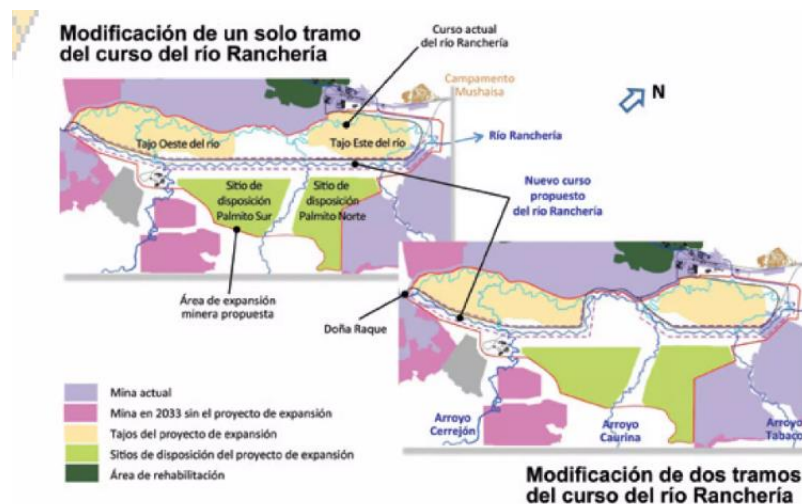 Modificación de un solo tramo
del curso del río Ranchería
Curso actual
del río Ranchería
Campamento
Mushaisa
N
Río Ranchería
Tajo Oeste del río
Tajo Este del río
Nuevo curso
propuesto
del río Ranchería
Sitio de
disposición
Palmito Sur
Sitio de
disposición
Palmito Norte
Área de expansión
minera propuesta
Doña Raque
Mina actual
Mina en 2033 sin el proyecto de expansión
Tajos del proyecto de expansión
Sitios de disposición del proyecto de expansión
Área de rehabilitación
Arroyo
Cerrejón
Arroyo
Caurina
Arroyo
Tabaco
Modificación de dos tramos
del curso del río Ranchería